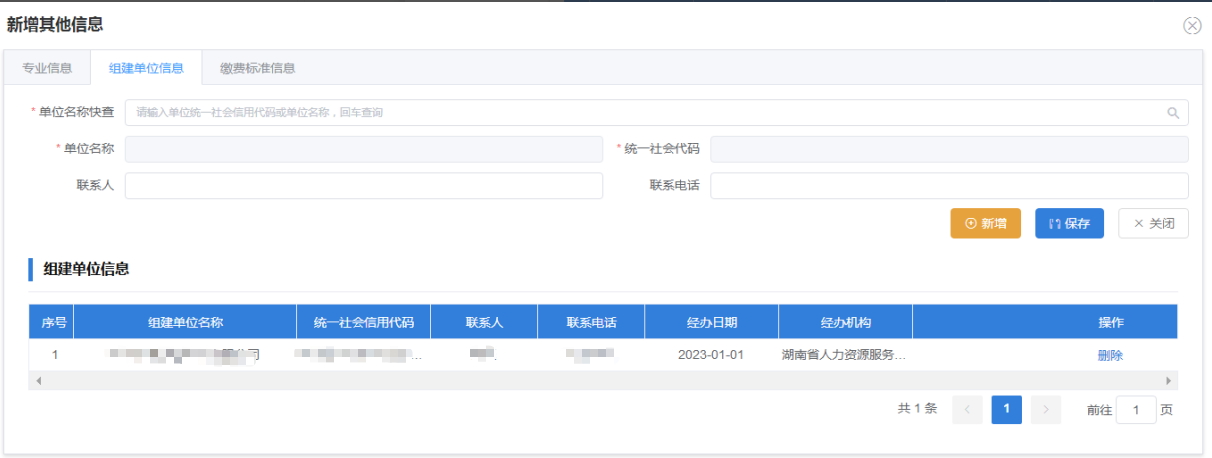 新增其他信息
专业信息 组建单位信息 缴费标准信息
* 单位名称快查 请输入单位统一社会信用代码或单位名称，回车查询
* 单位名称 * 统一社会代码
联系人 联系电话
新增 保存 关闭
组建单位信息
序号 组建单位名称 统一社会信用代码 联系人 联系电话 经办日期 经办机构 操作
1 公司 ... 2023-01-01 湖南省人力资源服务... 删除
共 1 条 1 前往 1 页